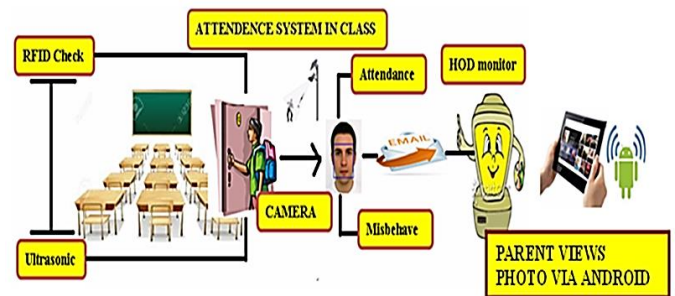 ATTENDENCE SYSTEM IN CLASS
RFID Check
Attendance
HOD monitor
EMAIL
CAMERA
Misbehave
Ultrasonic
PARENT VIEWS
PHOTO VIA ANDROID